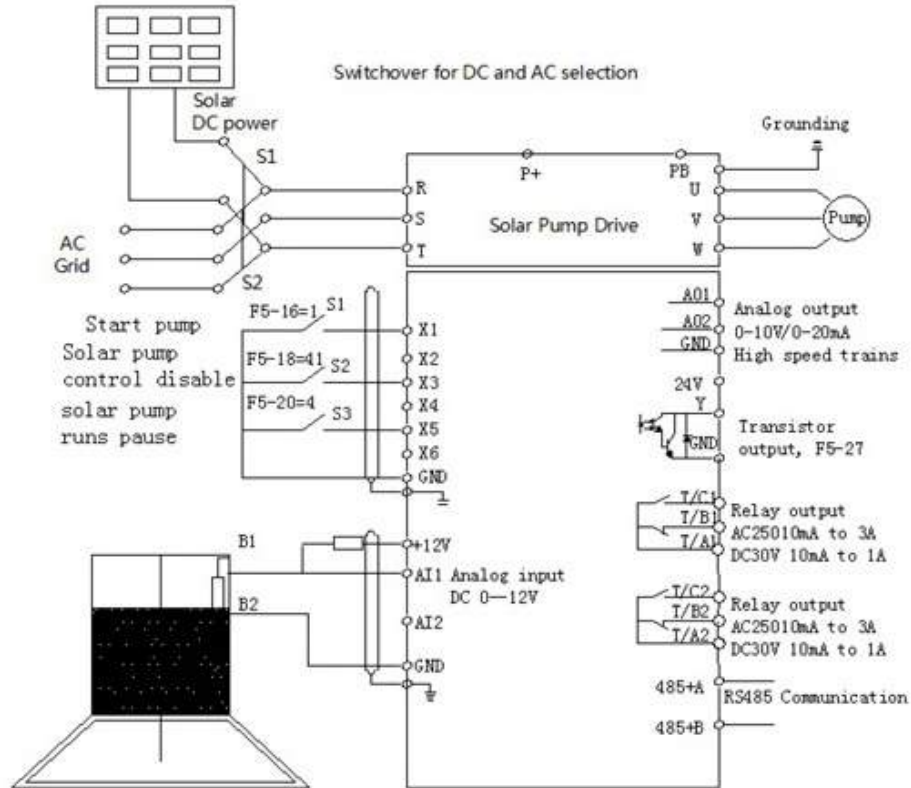 Switchover for DC and AC selection
Solar
DC power
S1
Grounding
P+
PB
R
U
S
Solar Pump Drive
V
Pump
T
W
AC
Grid
S2
F5-16=1
S1
Start pump
X1
X2
Solar pump
control disable
F5-18=41
S2
X3
X4
F5-20=4
S3
solar pump
runs pause
X5
X6
GND
A01
A02
GND
Analog output
0-10V/0-20mA
High speed trains
24V
Y
GND
Transistor
output, F5-27
T/C1
T/B1
T/A1
Relay output
AC25010mA to 3A
DC30V 10mA to 1A
B1
B2
+12V
AI1
Analog input
DC 0--12V
AI2
GND
T/C2
T/B2
T/A2
Relay output
AC25010mA to 3A
DC30V 10mA to 1A
485+A
RS485 Communication
485+B